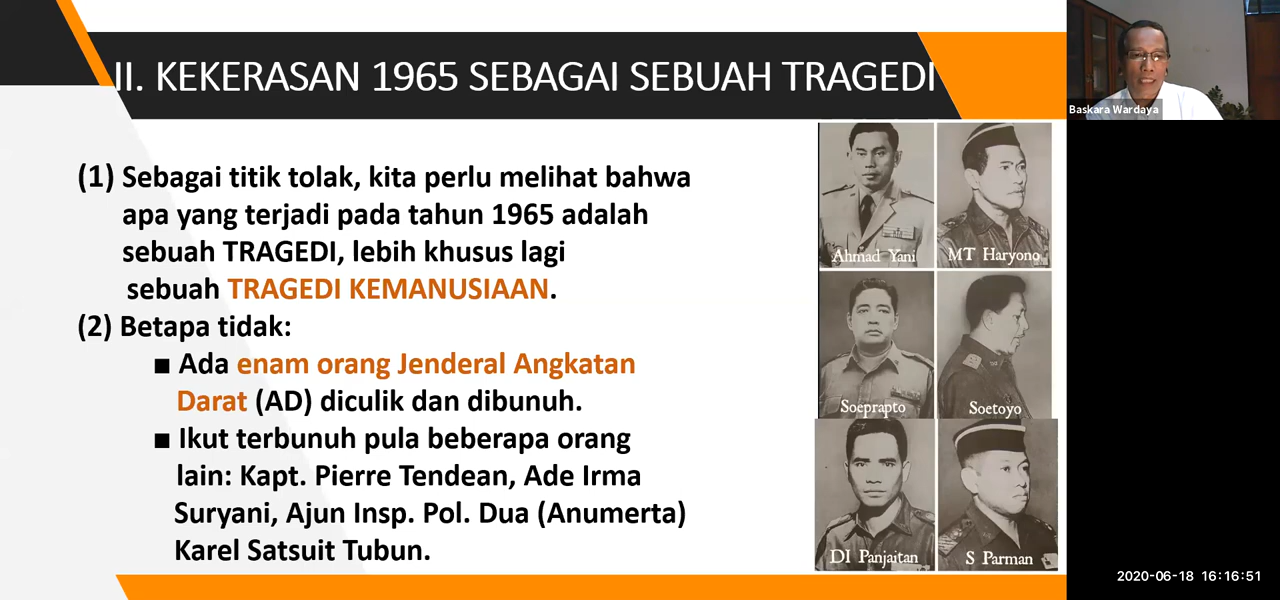 II. KEKERASAN 1965 SEBAGAI SEBUAH TRAGEDI
Baskara Wardaya
(1) Sebagai titik tolak, kita perlu melihat bahwa
apa yang terjadi pada tahun 1965 adalah
sebuah TRAGEDI, lebih khusus lagi
sebuah TRAGEDI KEMANUSIAAN.
(2) Betapa tidak:
■ Ada enam orang Jenderal Angkatan
Darat (AD) diculik dan dibunuh.
■ Ikut terbunuh pula beberapa orang
lain: Kapt. Pierre Tendean, Ade Irma
Suryani, Ajun Insp. Pol. Dua (Anumerta)
Karel Satsuit Tubun.
Ahmad Yani
MT Haryono
Soeprapto
Soetoyo
DI Panjaitan
S Parman
2020-06-18 16:16:51